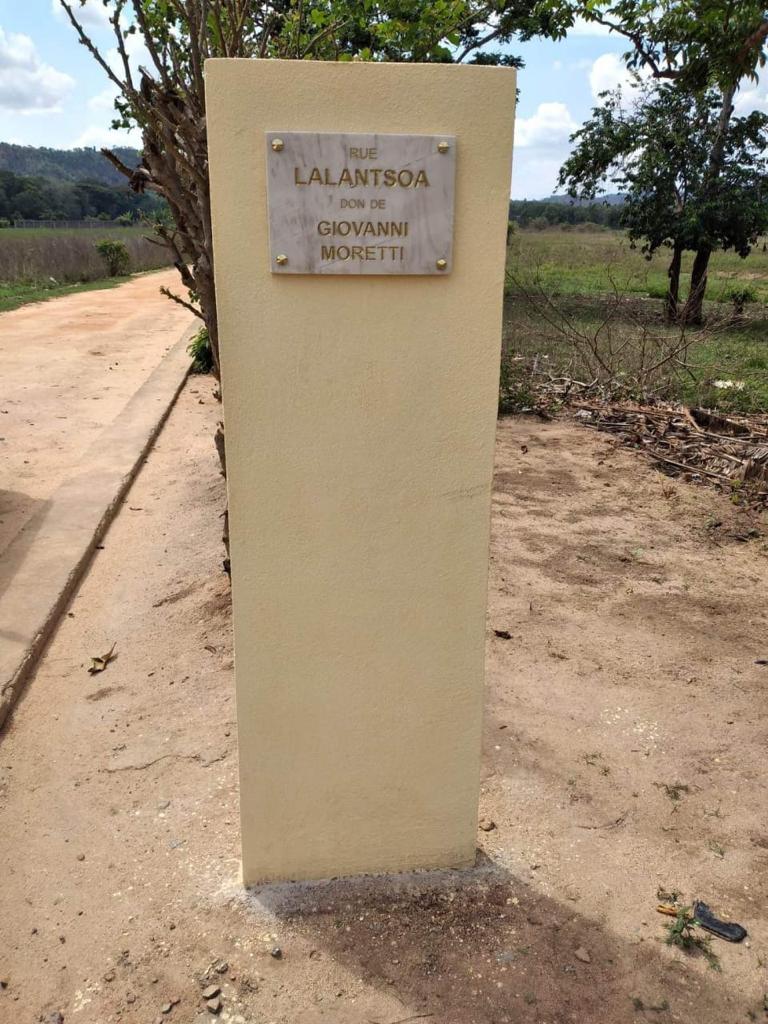 RUE
LALANTSOA
DON DE
GIOVANNI
MORETTI